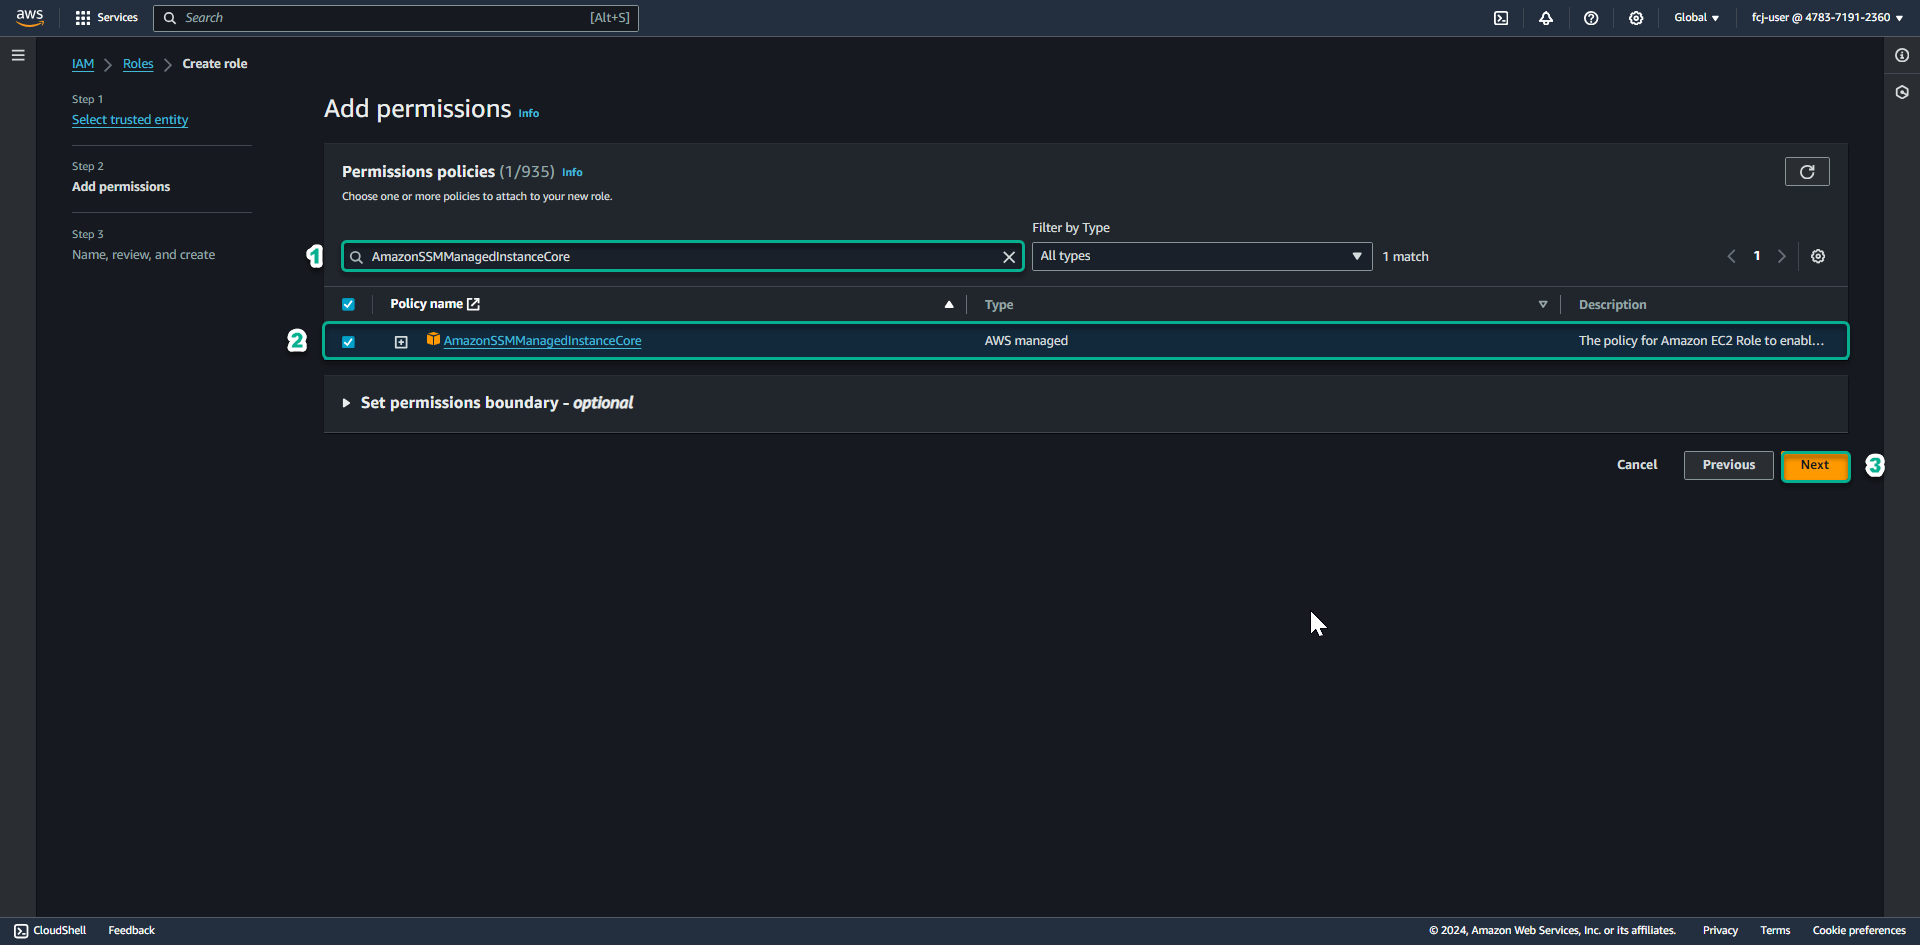 aws
Services
Search
[Alt+S]
Global
fcj-user @ 4783-7191-2360
IAM
Roles
Create role
Step 1
Select trusted entity
Step 2
Add permissions
Step 3
Name, review, and create
Add permissions Info
Permissions policies (1/935) Info
Choose one or more policies to attach to your new role.
Filter by Type
1
AmazonSSMManagedInstanceCore
All types
1 match
1
Policy name
Type
Description
2
AmazonSSMManagedInstanceCore
AWS managed
The policy for Amazon EC2 Role to enabl...
Set permissions boundary - optional
Cancel
Previous
Next
3
CloudShell
Feedback
© 2024, Amazon Web Services, Inc. or its affiliates.
Privacy
Terms
Cookie preferences